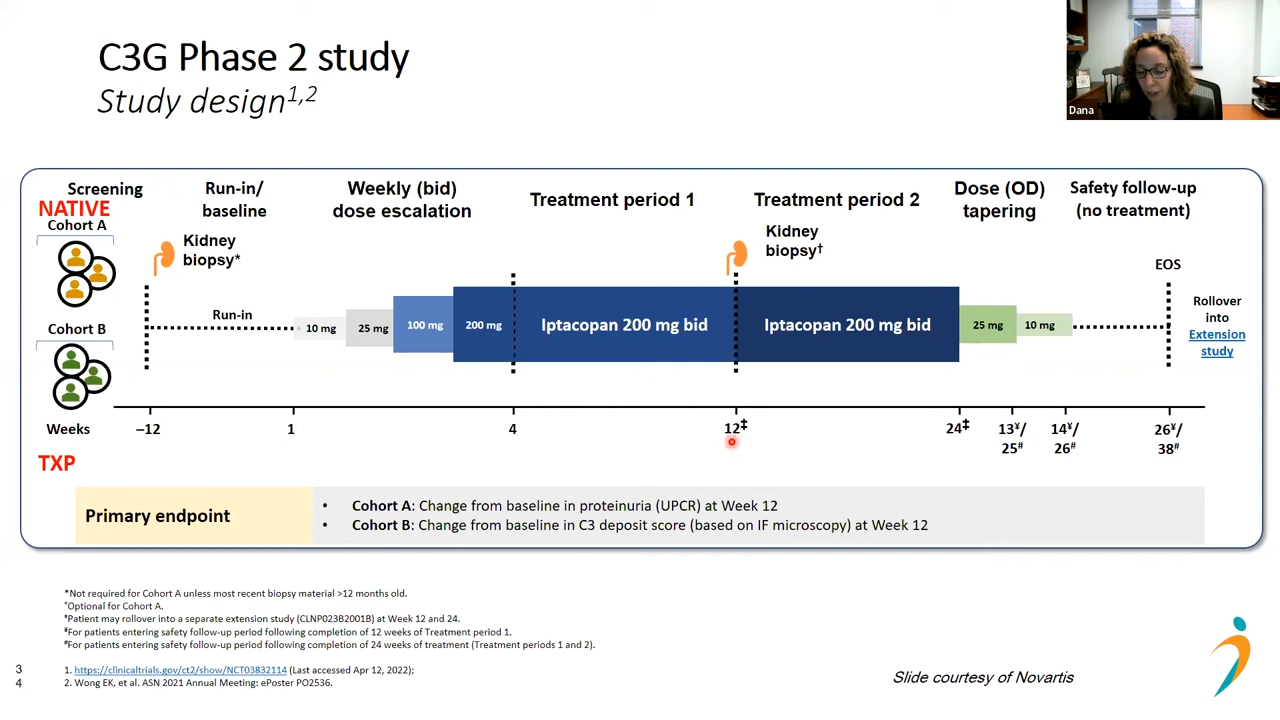 C3G Phase 2 study
Study design1,2
Dana
Screening
NATIVE
Cohort A
Run-in/
baseline
Weekly (bid)
dose escalation
Treatment period 1
Treatment period 2
Dose (OD)
tapering
Safety follow-up
(no treatment)
Kidney
biopsy*
Kidney
biopsy†
EOS
Run-in
10 mg
25 mg
100 mg
200 mg
Iptacopan 200 mg bid
Iptacopan 200 mg bid
25 mg
10 mg
Rollover
into
Extension
study
Cohort B
Weeks
–12
1
4
12‡
24‡
13¥/
25#
14¥/
26#
26¥/
38#
TXP
Primary endpoint
• Cohort A: Change from baseline in proteinuria (UPCR) at Week 12
• Cohort B: Change from baseline in C3 deposit score (based on IF microscopy) at Week 12
*Not required for Cohort A unless most recent biopsy material >12 months old.
†Optional for Cohort A.
‡Patient may rollover into a separate extension study (CLNP023B2001B) at Week 12 and 24.
¥For patients entering safety follow-up period following completion of 12 weeks of Treatment period 1.
#For patients entering safety follow-up period following completion of 24 weeks of treatment (Treatment periods 1 and 2).
1. https://clinicaltrials.gov/ct2/show/NCT03832114 (Last accessed Apr 12, 2022);
2. Wong EK, et al. ASN 2021 Annual Meeting: ePoster PO2536.
3
4
Slide courtesy of Novartis